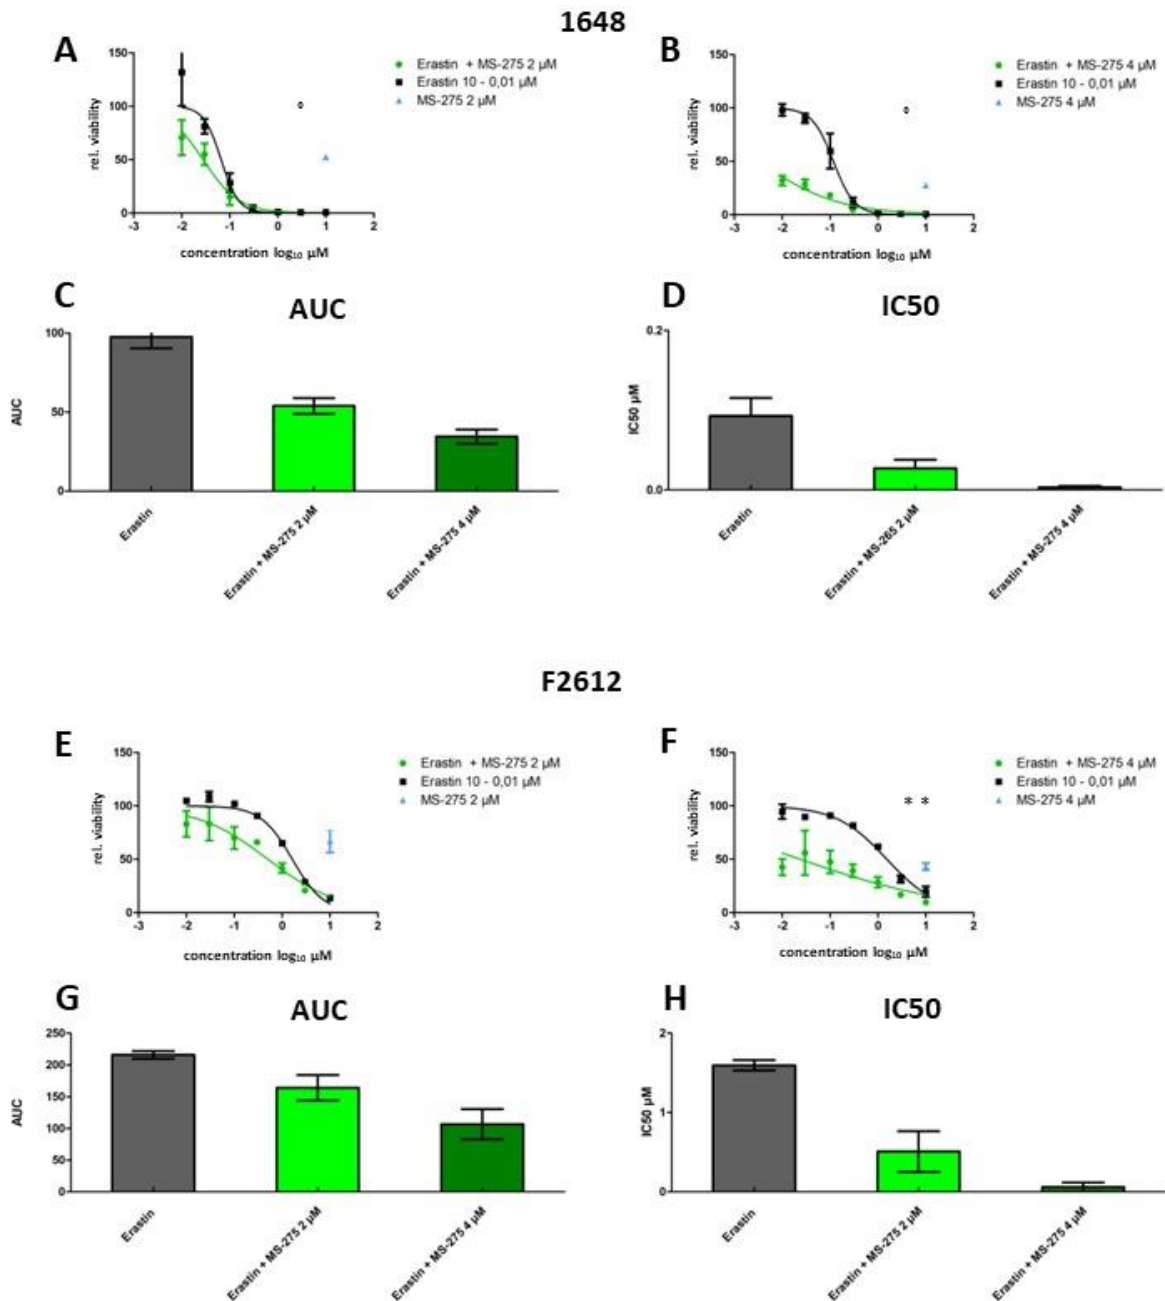 1648
A
150
100
50
0
rel. viability
-3 -2 -1 0 1 2
concentration log₁₀ µM
Erastin + MS-275 2 µM
Erastin 10 - 0,01 µM
MS-275 2 µM
B
150
100
50
0
rel. viability
-3 -2 -1 0 1 2
concentration log₁₀ µM
Erastin + MS-275 4 µM
Erastin 10 - 0,01 µM
MS-275 4 µM
C
AUC
100
50
0
AUC
Erastin
Erastin + MS-275 2 µM
Erastin + MS-275 4 µM
D
IC50
0.2
0.0
IC50 µM
Erastin
Erastin + MS-265 2 µM
Erastin + MS-275 4 µM
F2612
E
150
100
50
0
rel. viability
-3 -2 -1 0 1 2
concentration log₁₀ µM
Erastin + MS-275 2 µM
Erastin 10 - 0,01 µM
MS-275 2 µM
F
150
100
50
0
rel. viability
* *
-3 -2 -1 0 1 2
concentration log₁₀ µM
Erastin + MS-275 4 µM
Erastin 10 - 0,01 µM
MS-275 4 µM
G
AUC
250
200
150
100
50
0
AUC
Erastin
Erastin + MS-275 2 µM
Erastin + MS-275 4 µM
H
IC50
2
1
0
IC50 µM
Erastin
Erastin + MS-275 2 µM
Erastin + MS-275 4 µM